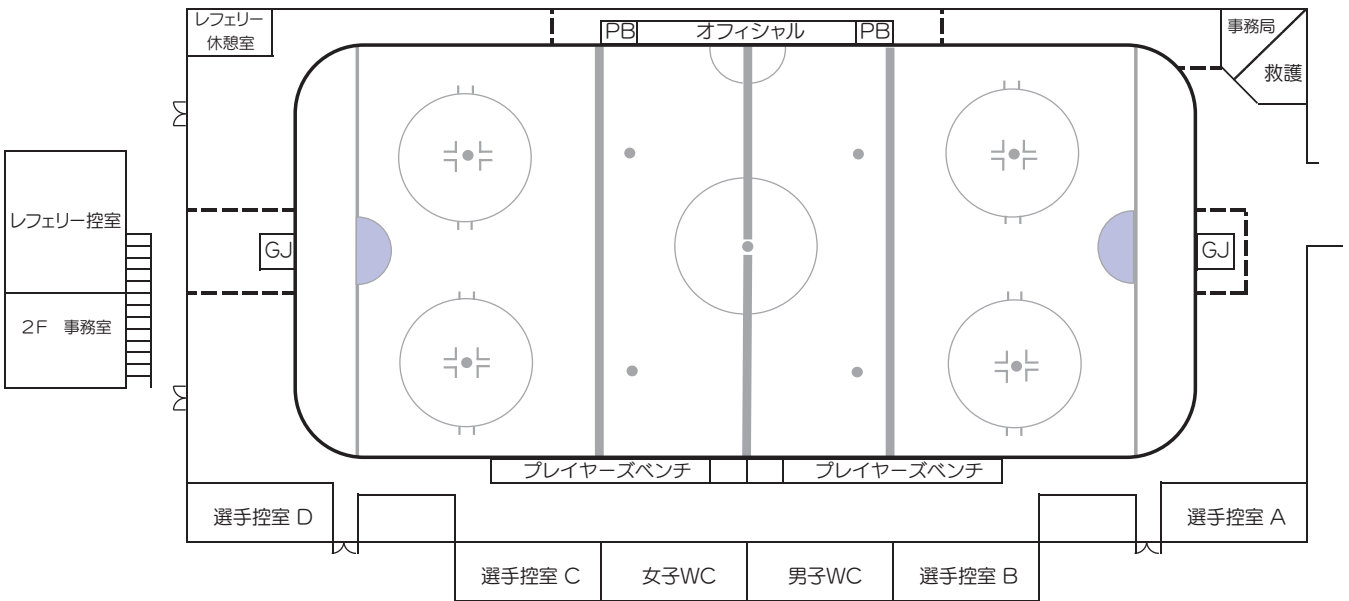 レフェリー
休憩室
PB
オフィシャル
PB
事務局
救護
レフェリー控室
GJ
GJ
2F 事務室
プレイヤーズベンチ
プレイヤーズベンチ
選手控室 D
選手控室 A
選手控室 C
女子WC
男子WC
選手控室 B